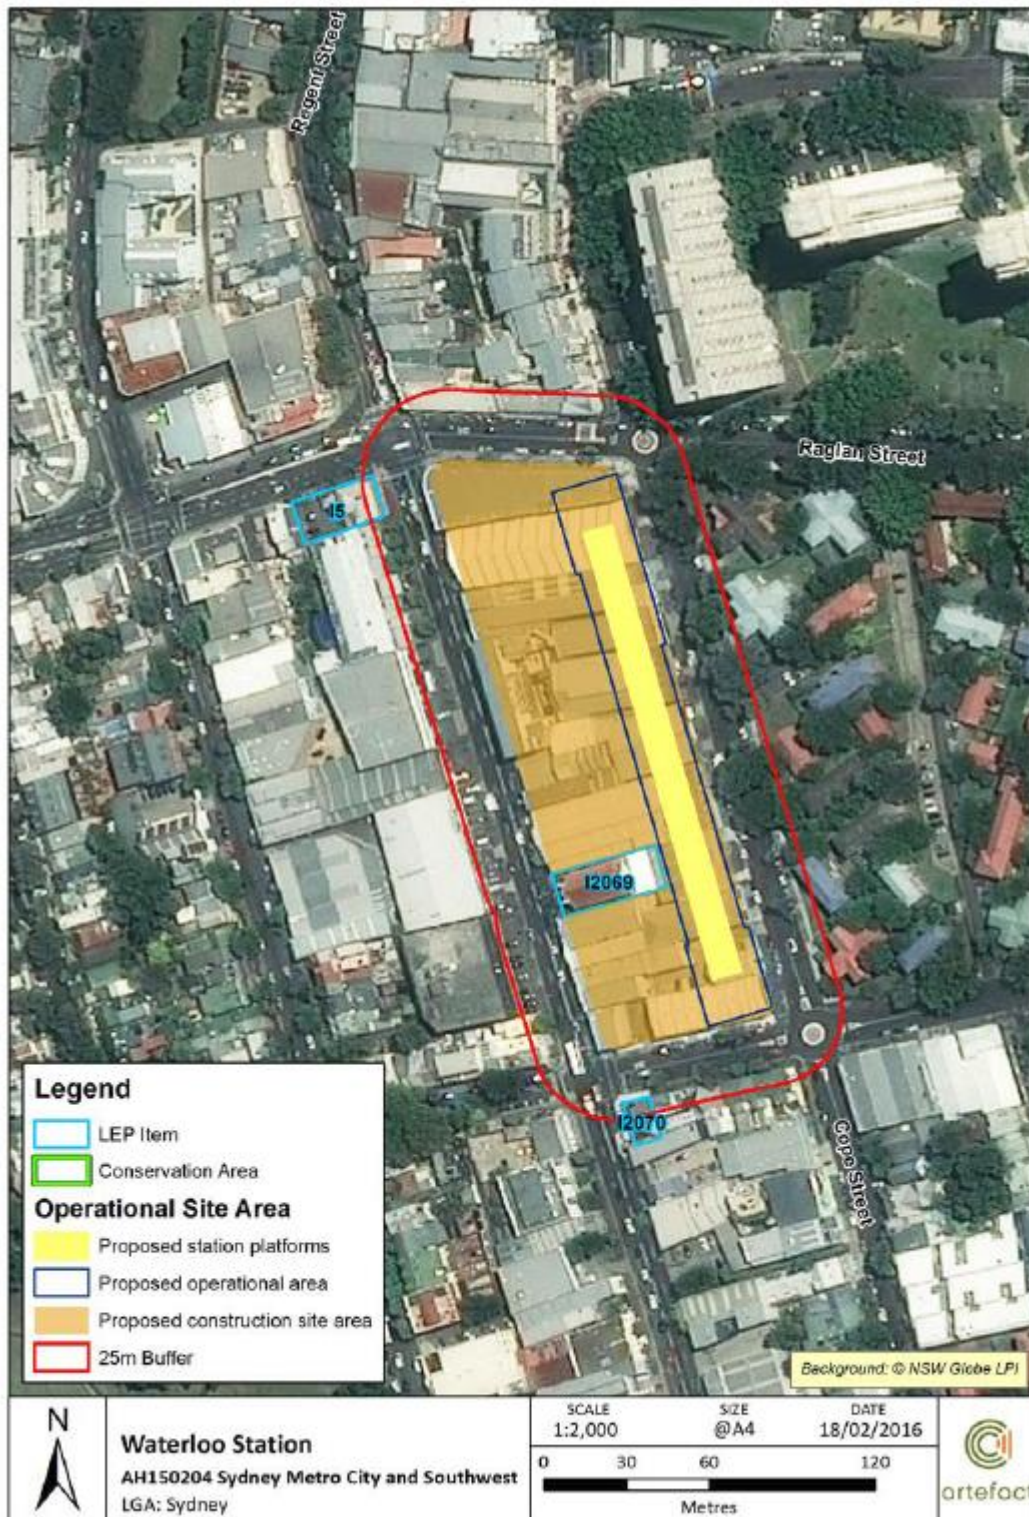 Regent Street
Raglan Street
I5
I2069
I2070
Cope Street
Legend
LEP Item
Conservation Area
Operational Site Area
Proposed station platforms
Proposed operational area
Proposed construction site area
25m Buffer
Background: © NSW Globe LPI
N
Waterloo Station
AH150204 Sydney Metro City and Southwest
LGA: Sydney
SCALE
1:2,000
SIZE
@A4
DATE
18/02/2016
0 30 60 120
Metres
artefact